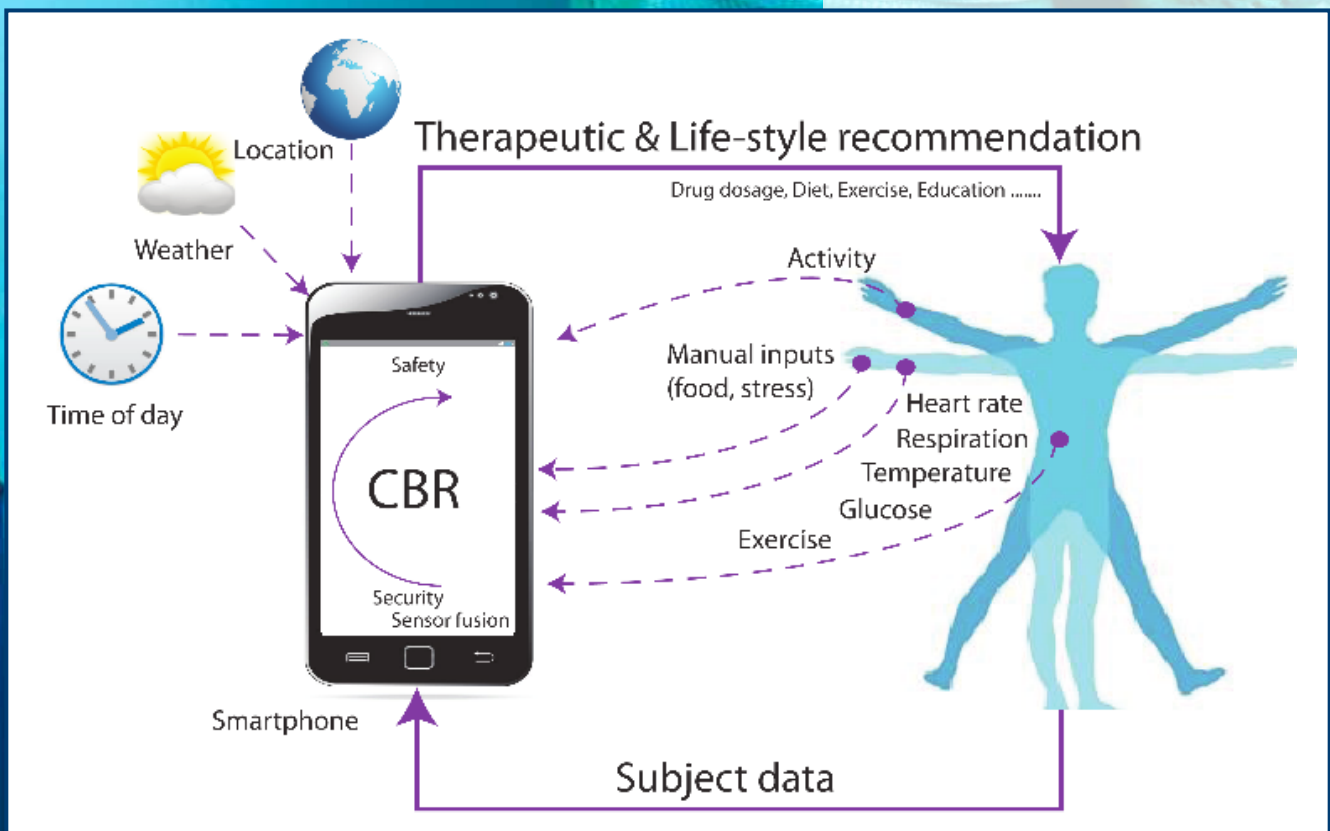 Location
Therapeutic & Life-style recommendation
Drug dosage, Diet, Exercise, Education .......
Weather
Activity
Time of day
Safety
Manual inputs
(food, stress)
Heart rate
Respiration
Temperature
Glucose
Exercise
CBR
Security
Sensor fusion
Smartphone
Subject data